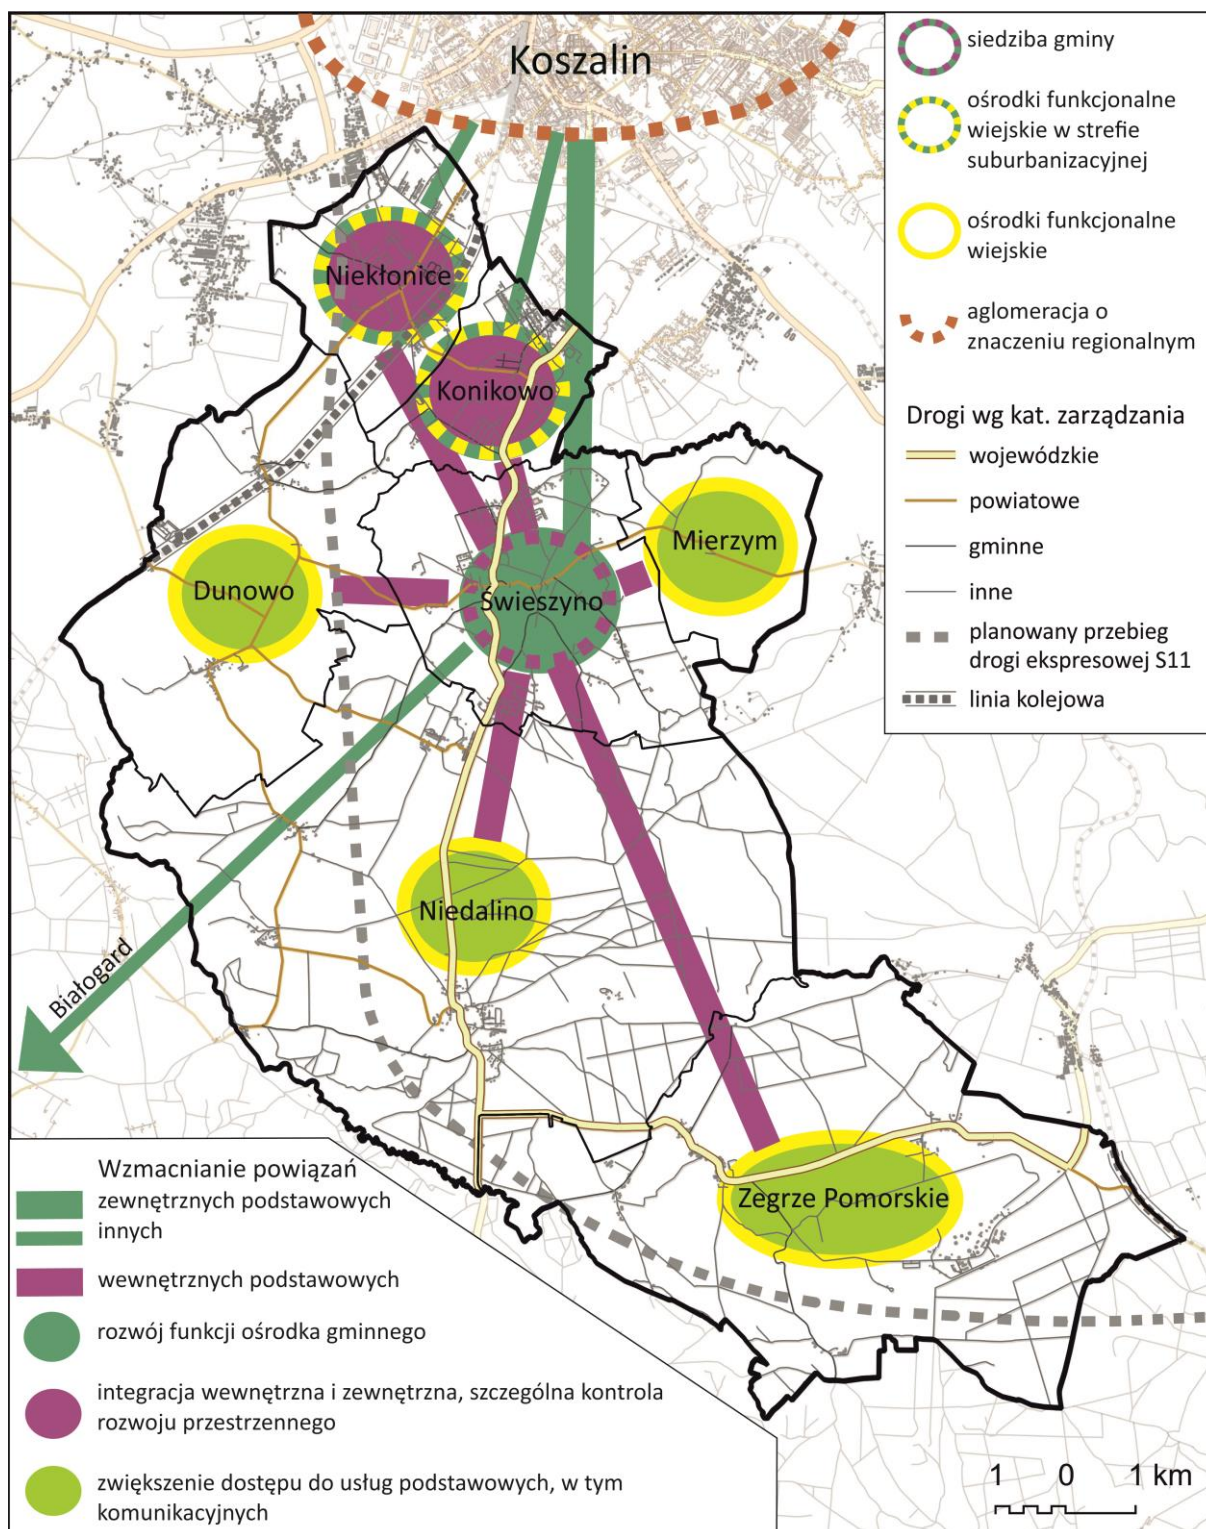 Koszalin
Niekłonice
Konikowo
Mierzym
Dunowo
Świeszyno
Niedalino
Białogard
Zegrze Pomorskie
siedziba gminy
ośrodki funkcjonalne
wiejskie w strefie
suburbanizacyjnej
ośrodki funkcjonalne
wiejskie
aglomeracja o
znaczeniu regionalnym
Drogi wg kat. zarządzania
wojewódzkie
powiatowe
gminne
inne
planowany przebieg
drogi ekspresowej S11
linia kolejowa
Wzmacnianie powiązań
zewnętrznych podstawowych
innych
wewnętrznych podstawowych
rozwój funkcji ośrodka gminnego
integracja wewnętrzna i zewnętrzna, szczególna kontrola
rozwoju przestrzennego
zwiększenie dostępu do usług podstawowych, w tym
komunikacyjnych
1 0 1 km